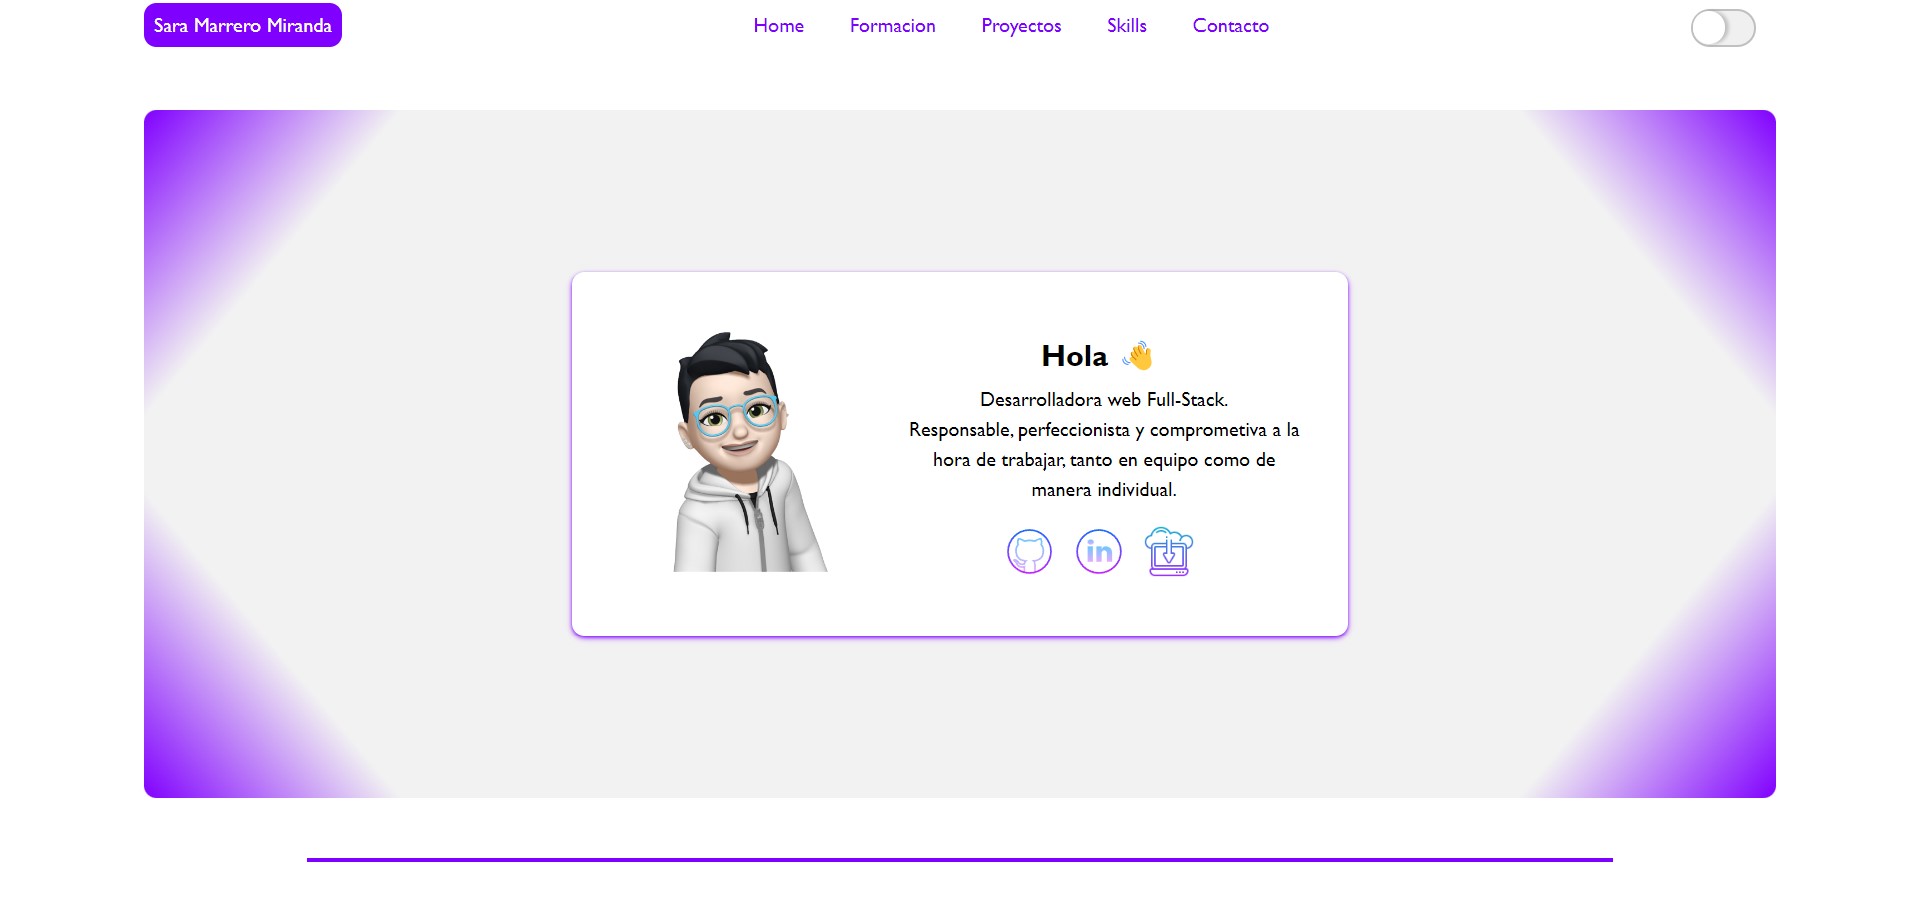 Sara Marrero Miranda
Home Formacion Proyectos Skills Contacto
Hola 👋
Desarrolladora web Full-Stack.
Responsable, perfeccionista y comprometiva a la
hora de trabajar, tanto en equipo como de
manera individual.
in